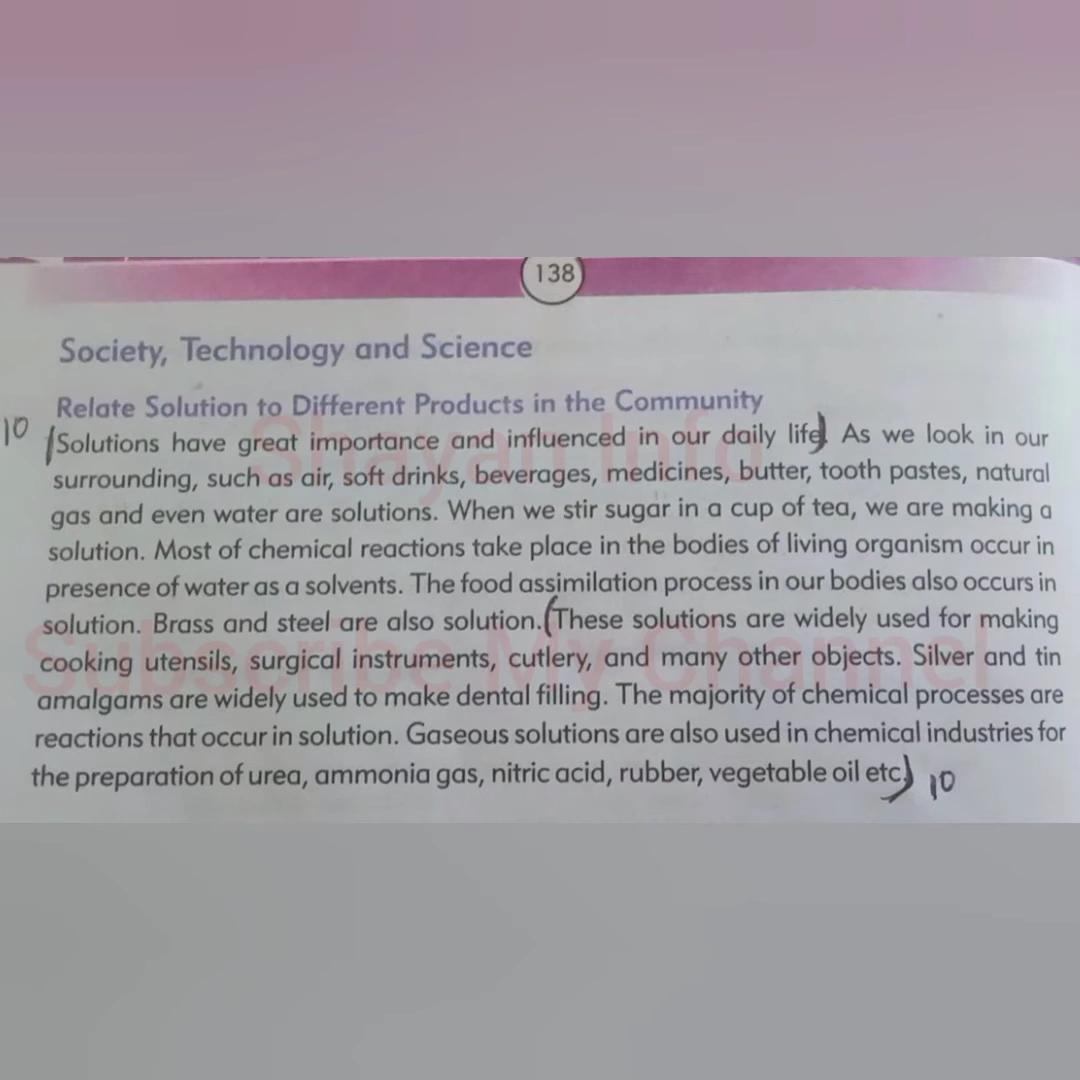 138
Society, Technology and Science
Relate Solution to Different Products in the Community
10 (Solutions have great importance and influenced in our daily life). As we look in our
surrounding, such as air, soft drinks, beverages, medicines, butter, tooth pastes, natural
gas and even water are solutions. When we stir sugar in a cup of tea, we are making a
solution. Most of chemical reactions take place in the bodies of living organism occur in
presence of water as a solvents. The food assimilation process in our bodies also occurs in
solution. Brass and steel are also solution. (These solutions are widely used for making
cooking utensils, surgical instruments, cutlery, and many other objects. Silver and tin
amalgams are widely used to make dental filling. The majority of chemical processes are
reactions that occur in solution. Gaseous solutions are also used in chemical industries for
the preparation of urea, ammonia gas, nitric acid, rubber, vegetable oil etc.) 10
Shayan Info
Subscribe My Channel